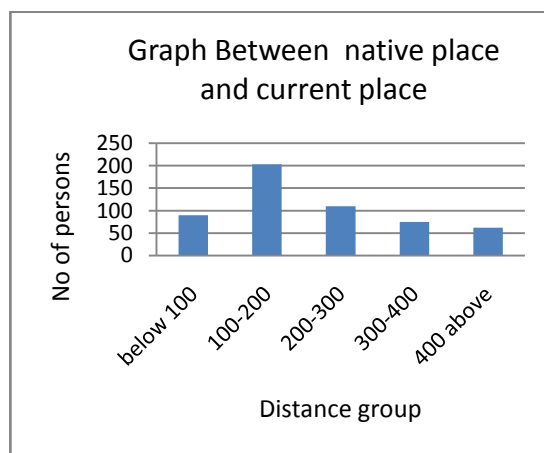 Graph Between native place
and current place
No of persons
250
200
150
100
50
0
below 100
100-200
200-300
300-400
400 above
Distance group